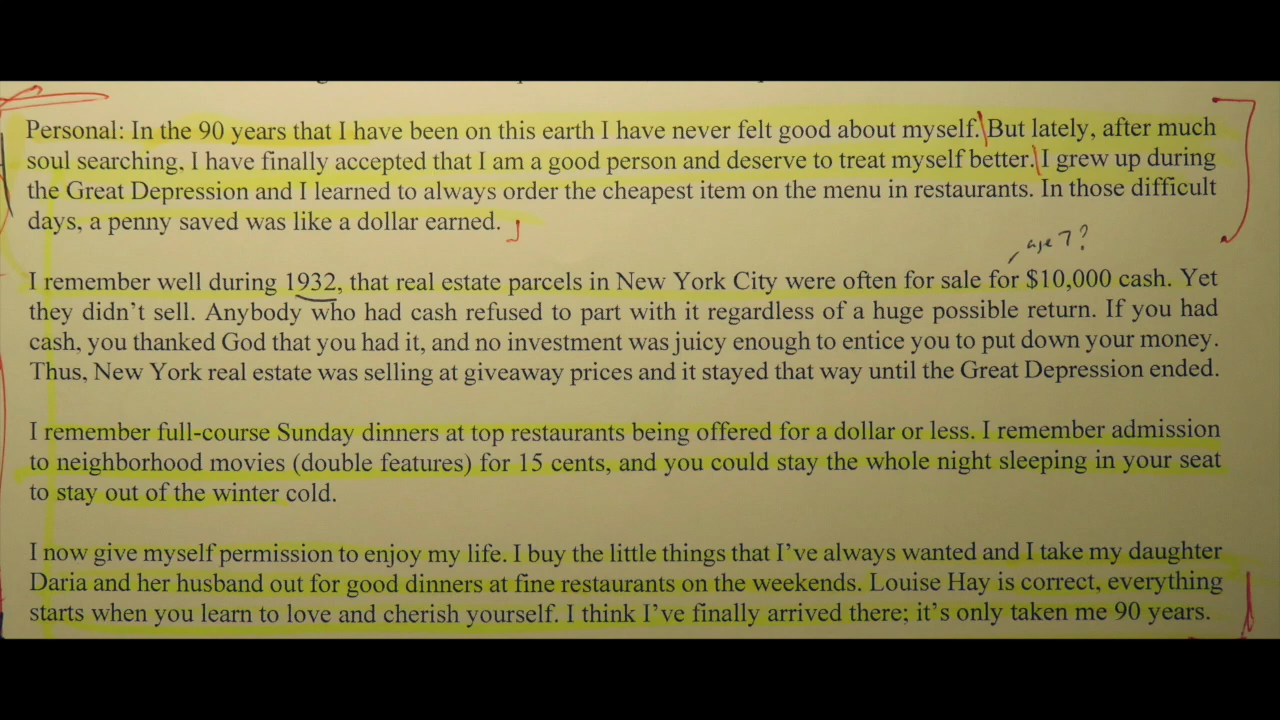 Personal: In the 90 years that I have been on this earth I have never felt good about myself. But lately, after much
soul searching, I have finally accepted that I am a good person and deserve to treat myself better. I grew up during
the Great Depression and I learned to always order the cheapest item on the menu in restaurants. In those difficult
days, a penny saved was like a dollar earned.
age 7?
I remember well during 1932, that real estate parcels in New York City were often for sale for $10,000 cash. Yet
they didn’t sell. Anybody who had cash refused to part with it regardless of a huge possible return. If you had
cash, you thanked God that you had it, and no investment was juicy enough to entice you to put down your money.
Thus, New York real estate was selling at giveaway prices and it stayed that way until the Great Depression ended.
I remember full-course Sunday dinners at top restaurants being offered for a dollar or less. I remember admission
to neighborhood movies (double features) for 15 cents, and you could stay the whole night sleeping in your seat
to stay out of the winter cold.
I now give myself permission to enjoy my life. I buy the little things that I’ve always wanted and I take my daughter
Daria and her husband out for good dinners at fine restaurants on the weekends. Louise Hay is correct, everything
starts when you learn to love and cherish yourself. I think I’ve finally arrived there; it’s only taken me 90 years.